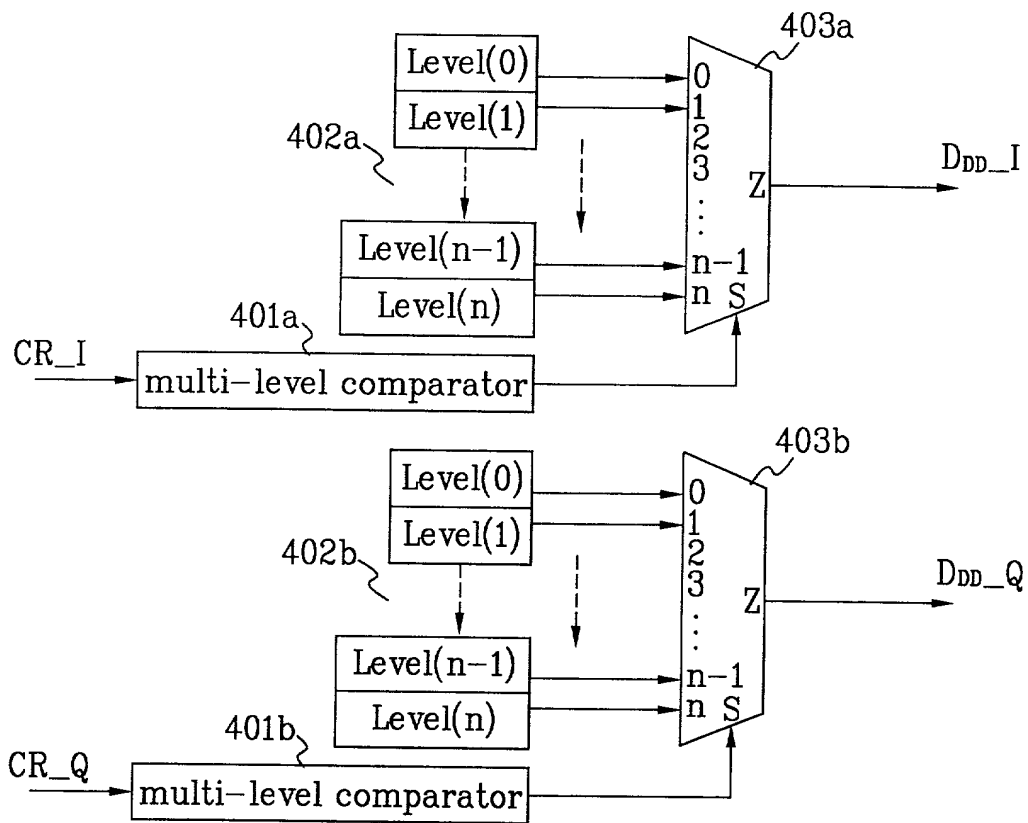 403a
Level(0)
0
Level(1)
1
2
402a
3
Z
D_DD_I
⋮
Level(n-1)
n-1
Level(n)
n S
401a
CR_I
multi-level comparator
403b
Level(0)
0
Level(1)
1
2
402b
3
Z
D_DD_Q
⋮
Level(n-1)
n-1
Level(n)
n S
401b
CR_Q
multi-level comparator